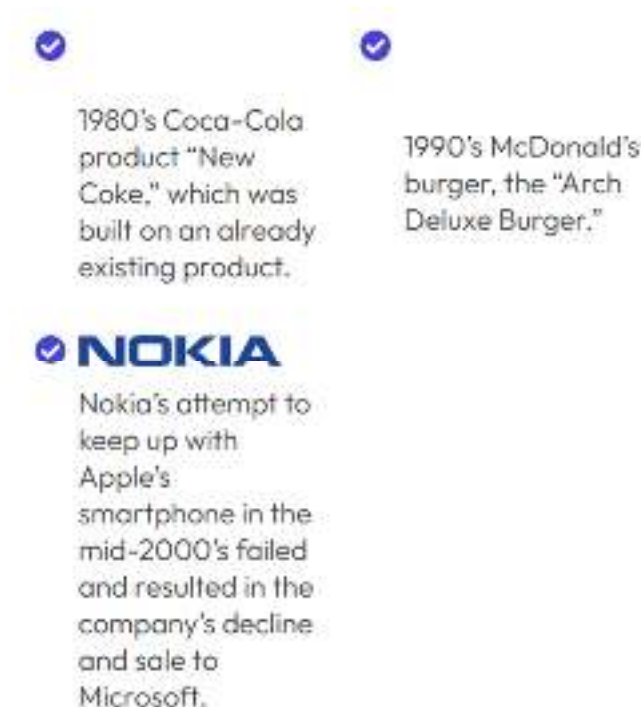 1980's Coca-Cola
product "New
Coke," which was
built on an already
existing product.
1990's McDonald's
burger, the "Arch
Deluxe Burger."
NOKIA
Nokia's attempt to
keep up with
Apple's
smartphone in the
mid-2000's failed
and resulted in the
company's decline
and sale to
Microsoft.